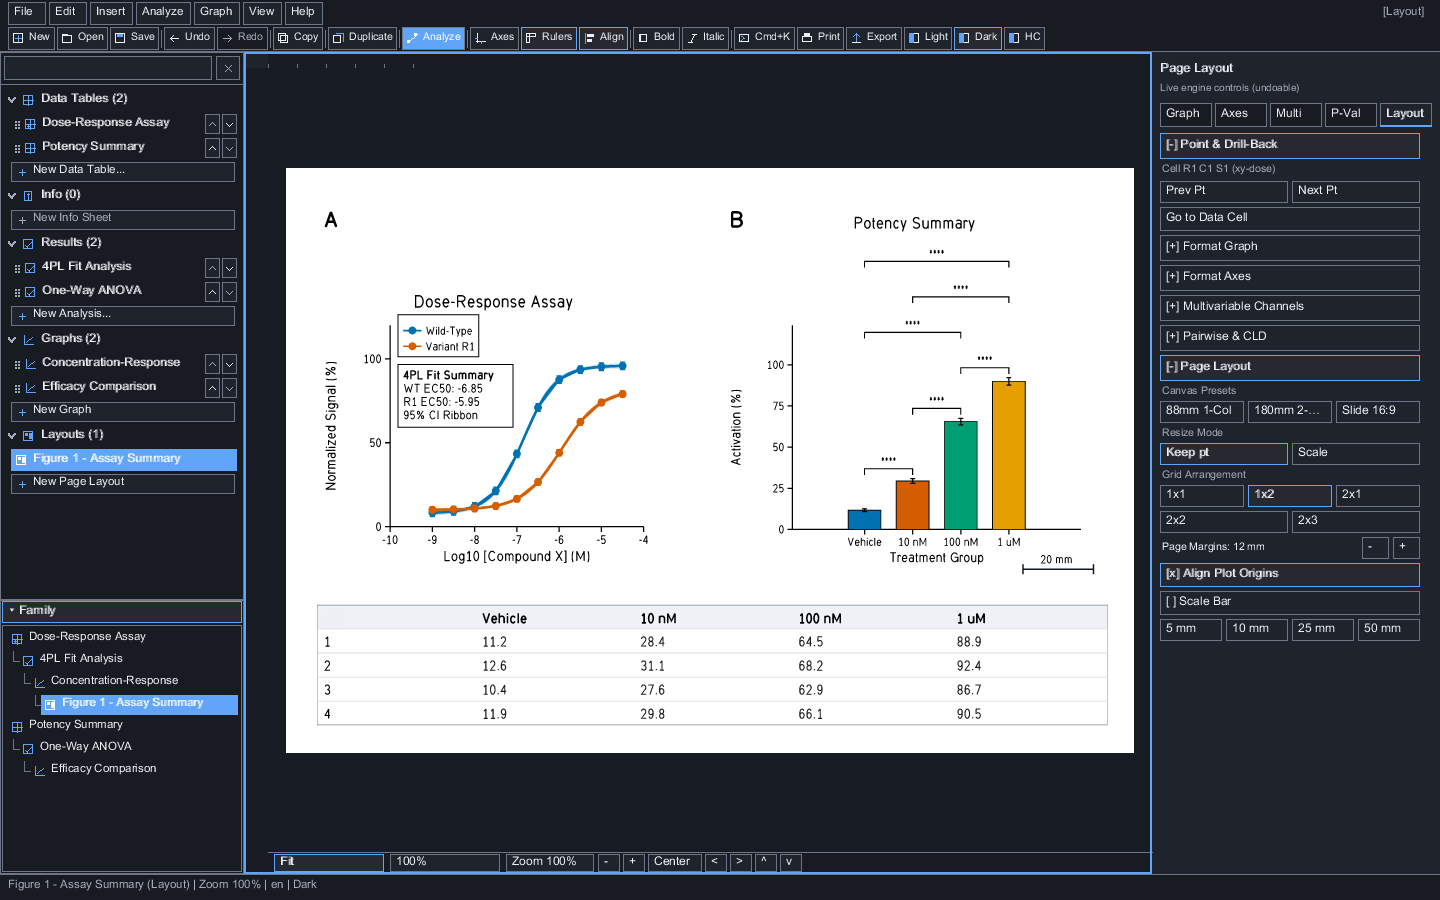 File Edit Insert Analyze Graph View Help [Layout]
New Open Save Undo Redo Copy Duplicate Analyze Axes Rulers Align Bold Italic Cmd+K Print Export Light Dark HC
Data Tables (2)
Dose-Response Assay
Potency Summary
+ New Data Table...
Info (0)
+ New Info Sheet
Results (2)
4PL Fit Analysis
One-Way ANOVA
+ New Analysis...
Graphs (2)
Concentration-Response
Efficacy Comparison
+ New Graph
Layouts (1)
Figure 1 - Assay Summary
+ New Page Layout
Family
Dose-Response Assay
4PL Fit Analysis
Concentration-Response
Figure 1 - Assay Summary
Potency Summary
One-Way ANOVA
Efficacy Comparison
A
Dose-Response Assay
Wild-Type
Variant R1
4PL Fit Summary
WT EC50: -6.85
R1 EC50: -5.95
95% CI Ribbon
Normalized Signal (%)
100
50
0
-10 -9 -8 -7 -6 -5 -4
Log10 [Compound X] (M)
B
Potency Summary
****
****
****
****
****
****
Activation (%)
100
75
50
25
0
Vehicle 10 nM 100 nM 1 uM
Treatment Group
20 mm
Vehicle 10 nM 100 nM 1 uM
1 11.2 28.4 64.5 88.9
2 12.6 31.1 68.2 92.4
3 10.4 27.6 62.9 86.7
4 11.9 29.8 66.1 90.5
Fit 100% Zoom 100% - + Center < > ^ v
Page Layout
Live engine controls (undoable)
Graph Axes Multi P-Val Layout
[-] Point & Drill-Back
Cell R1 C1 S1 (xy-dose)
Prev Pt Next Pt
Go to Data Cell
[+] Format Graph
[+] Format Axes
[+] Multivariable Channels
[+] Pairwise & CLD
[-] Page Layout
Canvas Presets
88mm 1-Col 180mm 2-... Slide 16:9
Resize Mode
Keep pt Scale
Grid Arrangement
1x1 1x2 2x1
2x2 2x3
Page Margins: 12 mm - +
[x] Align Plot Origins
[ ] Scale Bar
5 mm 10 mm 25 mm 50 mm
Figure 1 - Assay Summary (Layout) | Zoom 100% | en | Dark